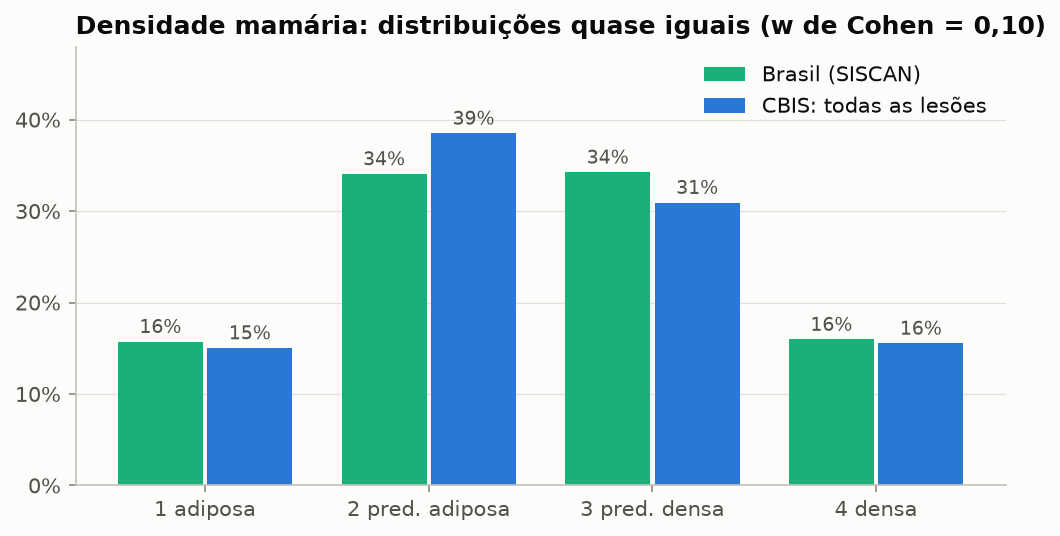 Densidade mamária: distribuições quase iguais (w de Cohen = 0,10)
Brasil (SISCAN)
CBIS: todas as lesões
40%
30%
20%
10%
0%
16%
15%
34%
39%
34%
31%
16%
16%
1 adiposa
2 pred. adiposa
3 pred. densa
4 densa